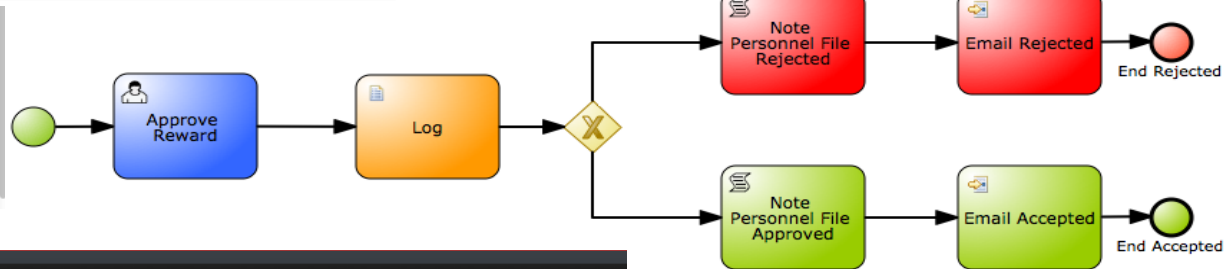 Approve
Reward
Log
X
Note
Personnel File
Rejected
Email Rejected
End Rejected
Note
Personnel File
Approved
Email Accepted
End Accepted